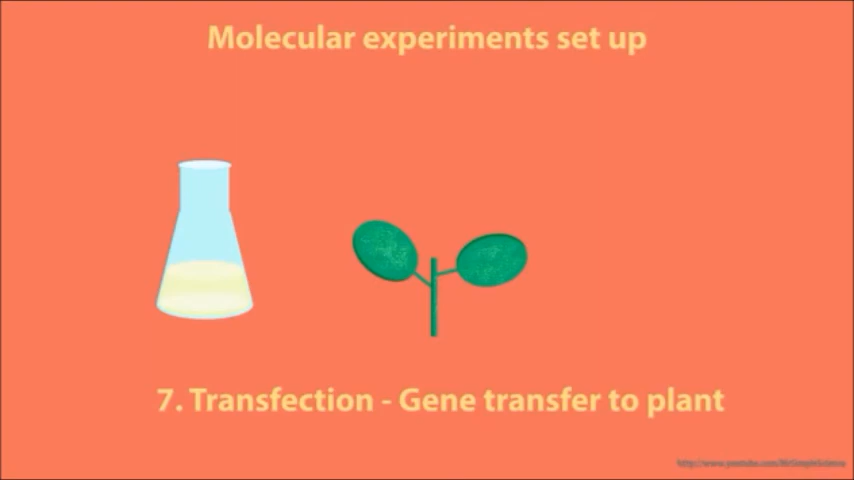 Molecular experiments set up
7. Transfection - Gene transfer to plant